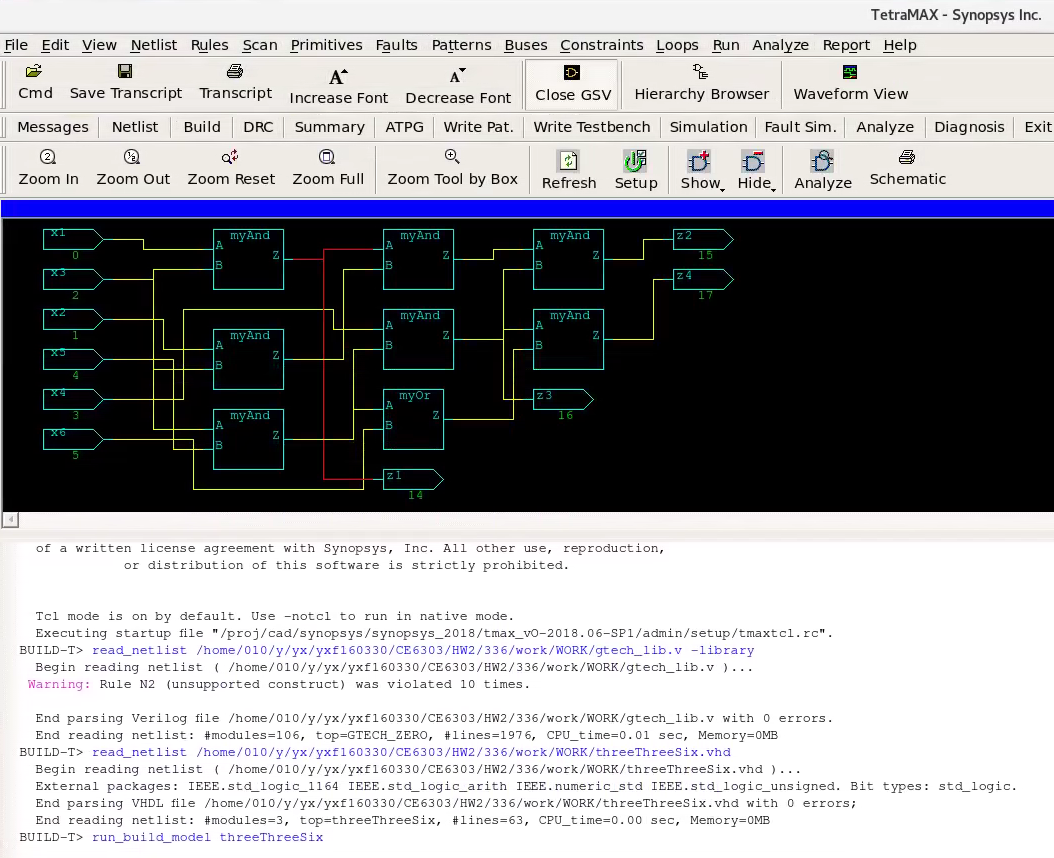 TetraMAX - Synopsys Inc.
File Edit View Netlist Rules Scan Primitives Faults Patterns Buses Constraints Loops Run Analyze Report Help
Cmd Save Transcript Transcript Increase Font Decrease Font Close GSV Hierarchy Browser Waveform View
Messages Netlist Build DRC Summary ATPG Write Pat. Write Testbench Simulation Fault Sim. Analyze Diagnosis Exit
Zoom In Zoom Out Zoom Reset Zoom Full Zoom Tool by Box Refresh Setup Show Hide Analyze Schematic
x1 myAnd myAnd myAnd z2
A Z A Z A Z
0 B B B 15
x3 z4
2 17
x2 myAnd myAnd
1 myAnd A Z A Z
x5 A Z B B
4 B
x4 myOr z3
3 myAnd A Z 16
x6 A Z B
5 B
z1
14
of a written license agreement with Synopsys, Inc. All other use, reproduction,
or distribution of this software is strictly prohibited.
Tcl mode is on by default. Use -notcl to run in native mode.
Executing startup file "/proj/cad/synopsys/synopsys_2018/tmax_vO-2018.06-SP1/admin/setup/tmaxtcl.rc".
BUILD-T> read_netlist /home/010/y/yx/yxf160330/CE6303/HW2/336/work/WORK/gtech_lib.v -library
Begin reading netlist ( /home/010/y/yx/yxf160330/CE6303/HW2/336/work/WORK/gtech_lib.v )...
Warning: Rule N2 (unsupported construct) was violated 10 times.
End parsing Verilog file /home/010/y/yx/yxf160330/CE6303/HW2/336/work/WORK/gtech_lib.v with 0 errors.
End reading netlist: #modules=106, top=GTECH_ZERO, #lines=1976, CPU_time=0.01 sec, Memory=0MB
BUILD-T> read_netlist /home/010/y/yx/yxf160330/CE6303/HW2/336/work/WORK/threeThreeSix.vhd
Begin reading netlist ( /home/010/y/yx/yxf160330/CE6303/HW2/336/work/WORK/threeThreeSix.vhd )...
External packages: IEEE.std_logic_1164 IEEE.std_logic_arith IEEE.numeric_std IEEE.std_logic_unsigned. Bit types: std_logic.
End parsing VHDL file /home/010/y/yx/yxf160330/CE6303/HW2/336/work/WORK/threeThreeSix.vhd with 0 errors;
End reading netlist: #modules=3, top=threeThreeSix, #lines=63, CPU_time=0.00 sec, Memory=0MB
BUILD-T> run_build_model threeThreeSix